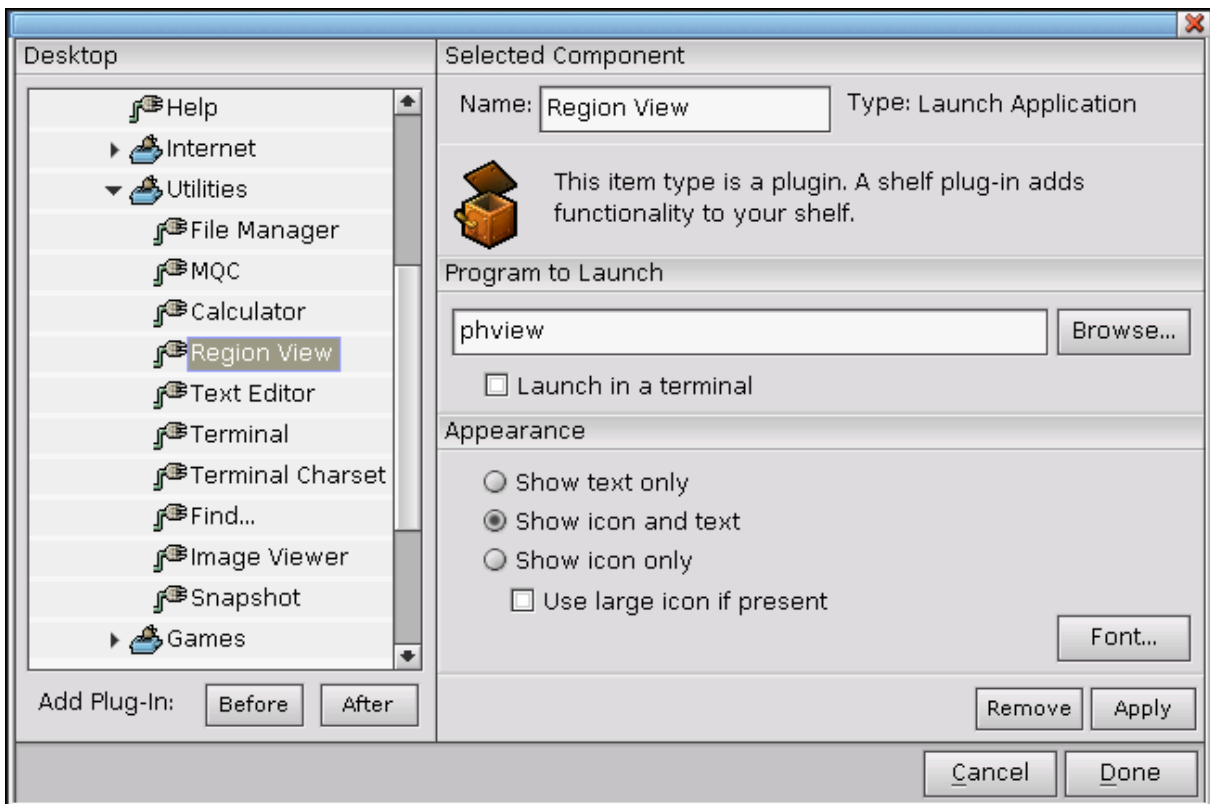 Desktop
Help
Internet
Utilities
File Manager
MQC
Calculator
Region View
Text Editor
Terminal
Terminal Charset
Find...
Image Viewer
Snapshot
Games
Add Plug-In: Before After
Selected Component
Name: Region View Type: Launch Application
This item type is a plugin. A shelf plug-in adds
functionality to your shelf.
Program to Launch
phview Browse...
Launch in a terminal
Appearance
Show text only
Show icon and text
Show icon only
Use large icon if present
Font...
Remove Apply
Cancel Done